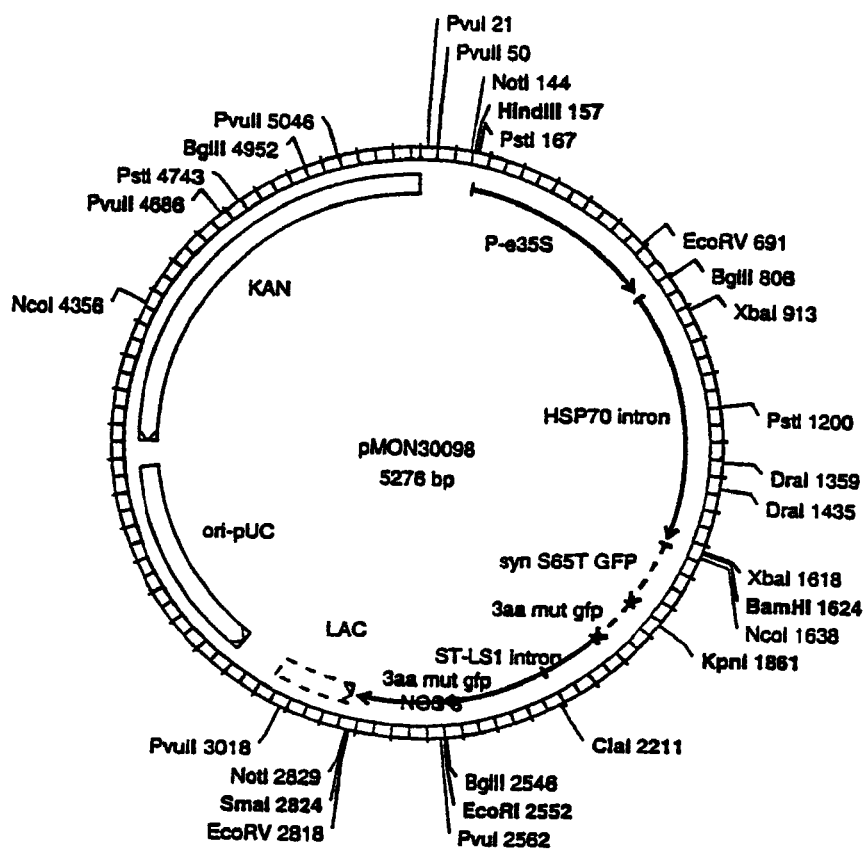 PvuI 21
PvuII 50
NotI 144
HindIII 157
PstI 167
PvuII 5046
BglII 4952
PstI 4743
PvuII 4686
NcoI 4356
EcoRV 691
BglII 806
XbaI 913
PstI 1200
DraI 1359
DraI 1435
XbaI 1618
BamHI 1624
NcoI 1638
KpnI 1861
ClaI 2211
BglII 2546
EcoRI 2552
PvuI 2562
PvuII 3018
NotI 2829
SmaI 2824
EcoRV 2818
P-e35S
KAN
HSP70 intron
pMON30098
5276 bp
ori-pUC
syn S65T GFP
3aa mut gfp
LAC
ST-LS1 intron
3aa mut gfp